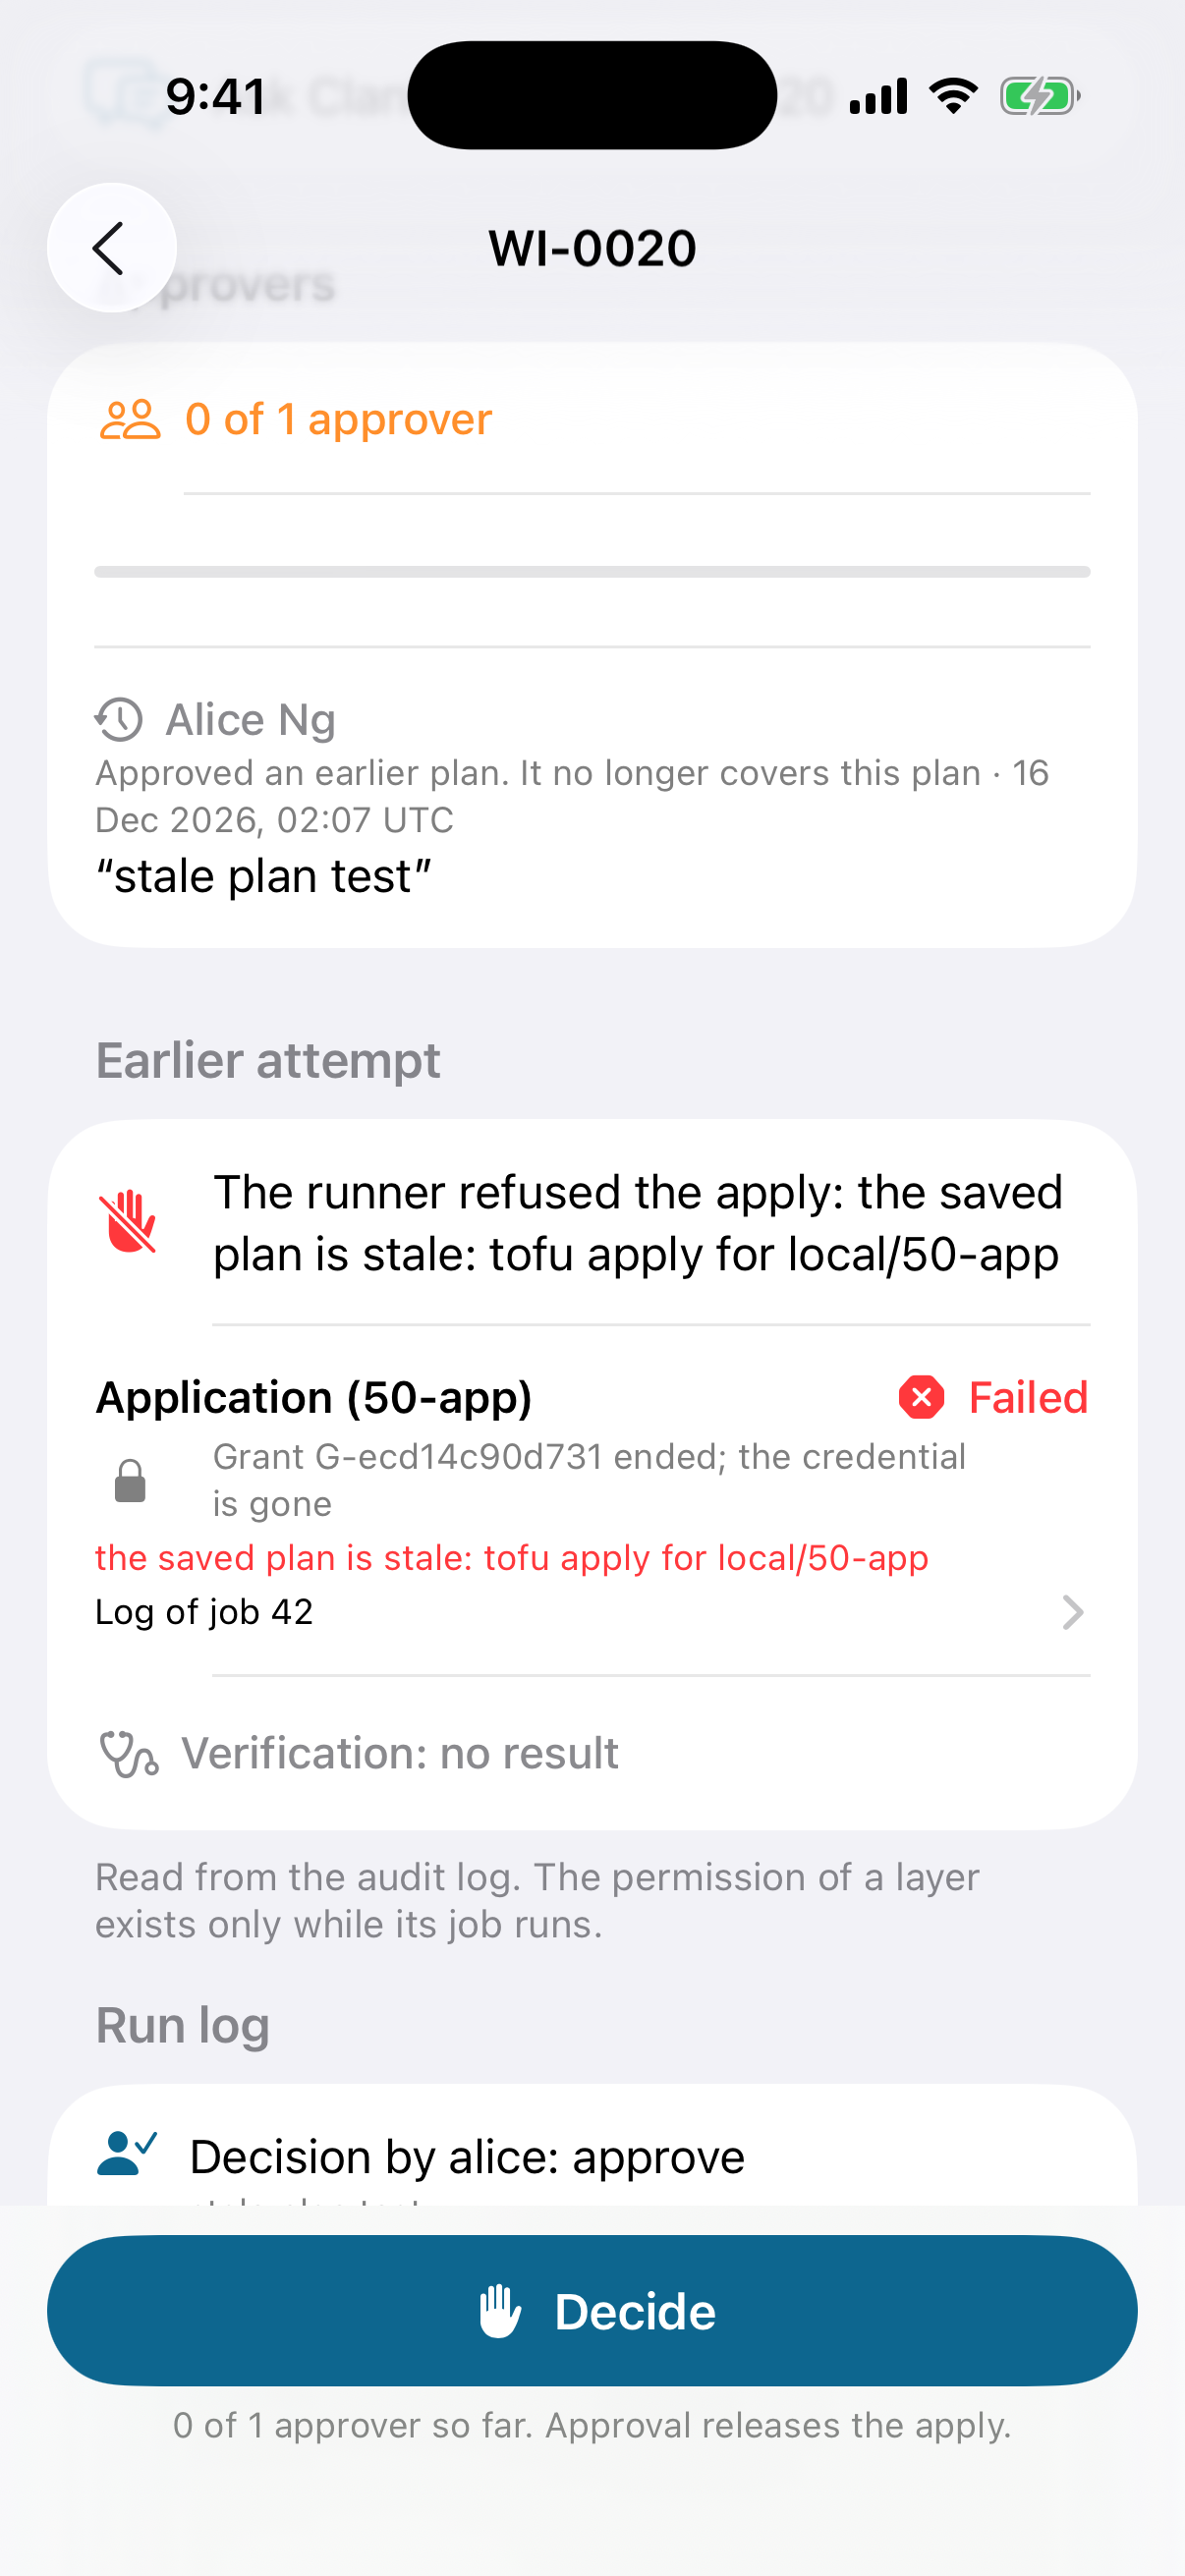 9:41
WI-0020
provers
0 of 1 approver
Alice Ng
Approved an earlier plan. It no longer covers this plan · 16
Dec 2026, 02:07 UTC
“stale plan test”
Earlier attempt
The runner refused the apply: the saved
plan is stale: tofu apply for local/50-app
Application (50-app)
Failed
Grant G-ecd14c90d731 ended; the credential
is gone
the saved plan is stale: tofu apply for local/50-app
Log of job 42
Verification: no result
Read from the audit log. The permission of a layer
exists only while its job runs.
Run log
Decision by alice: approve
Decide
0 of 1 approver so far. Approval releases the apply.